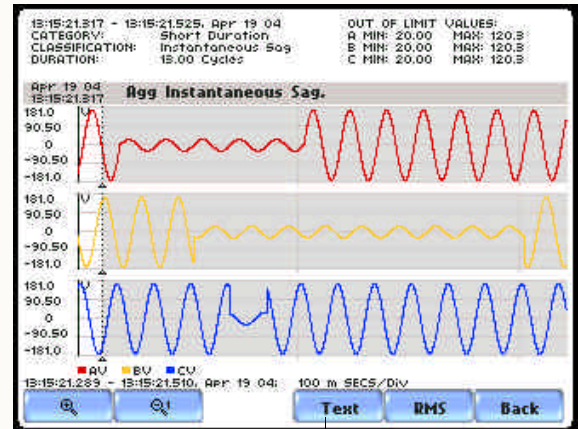 13:15:21.317 - 13:15:21.525, Apr 19 04
CATEGORY: Short Duration
CLASSIFICATION: Instantaneous Sag
DURATION: 13.00 Cycles
OUT OF LIMIT VALUES:
A MIN: 20.00 MAX: 120.3
B MIN: 20.00 MAX: 120.3
C MIN: 20.00 MAX: 120.3
Apr 19 04
13:15:21.317
Agg Instantaneous Sag.
181.0 V
90.50
0
-90.50
-181.0
181.0 V
90.50
0
-90.50
-181.0
181.0 V
90.50
0
-90.50
-181.0
AV BV CV
13:15:21.289 - 13:15:21.510, Apr 19 04; 100 m SECS/Div
Text RMS Back